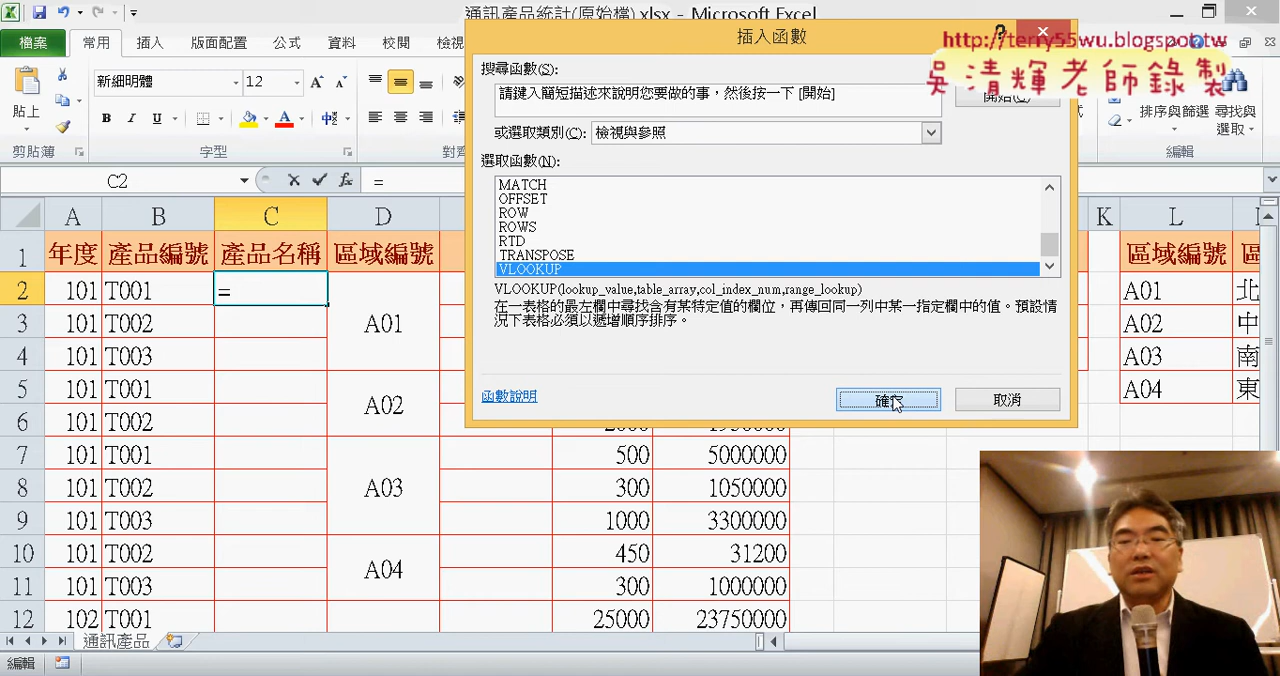 通訊產品統計(原始檔).xlsx - Microsoft Excel
檔案 常用 插入 版面配置 公式 資料 校閱 檢視
插入函數
http://terry55wu.blogspot.tw
吳清輝老師錄製
新細明體 12
貼上
B I U
剪貼簿 字型
排序與篩選 尋找與
選取
編輯
搜尋函數(S):
請鍵入簡短描述來說明您要做的事，然後按一下 [開始]
或選取類別(C): 檢視與參照
選取函數(N):
MATCH
OFFSET
ROW
ROWS
RTD
TRANSPOSE
VLOOKUP
VLOOKUP(lookup_value,table_array,col_index_num,range_lookup)
在一表格的最左欄中尋找含有某特定值的欄位，再傳回同一列中某一指定欄中的值。預設情
況下表格必須以遞增順序排序。
函數說明
確定 取消
C2 =
A B C D K L
1 年度 產品編號 產品名稱 區域編號 區域編號
2 101 T001 = A01 北
3 101 T002 A01 A02 中
4 101 T003 A03 南
5 101 T001 A04 東
6 101 T002 A02
7 101 T001 500 5000000
8 101 T002 A03 300 1050000
9 101 T003 1000 3300000
10 101 T002 A04 450 31200
11 101 T003 300 1000000
12 102 T001 25000 23750000
通訊產品
編輯